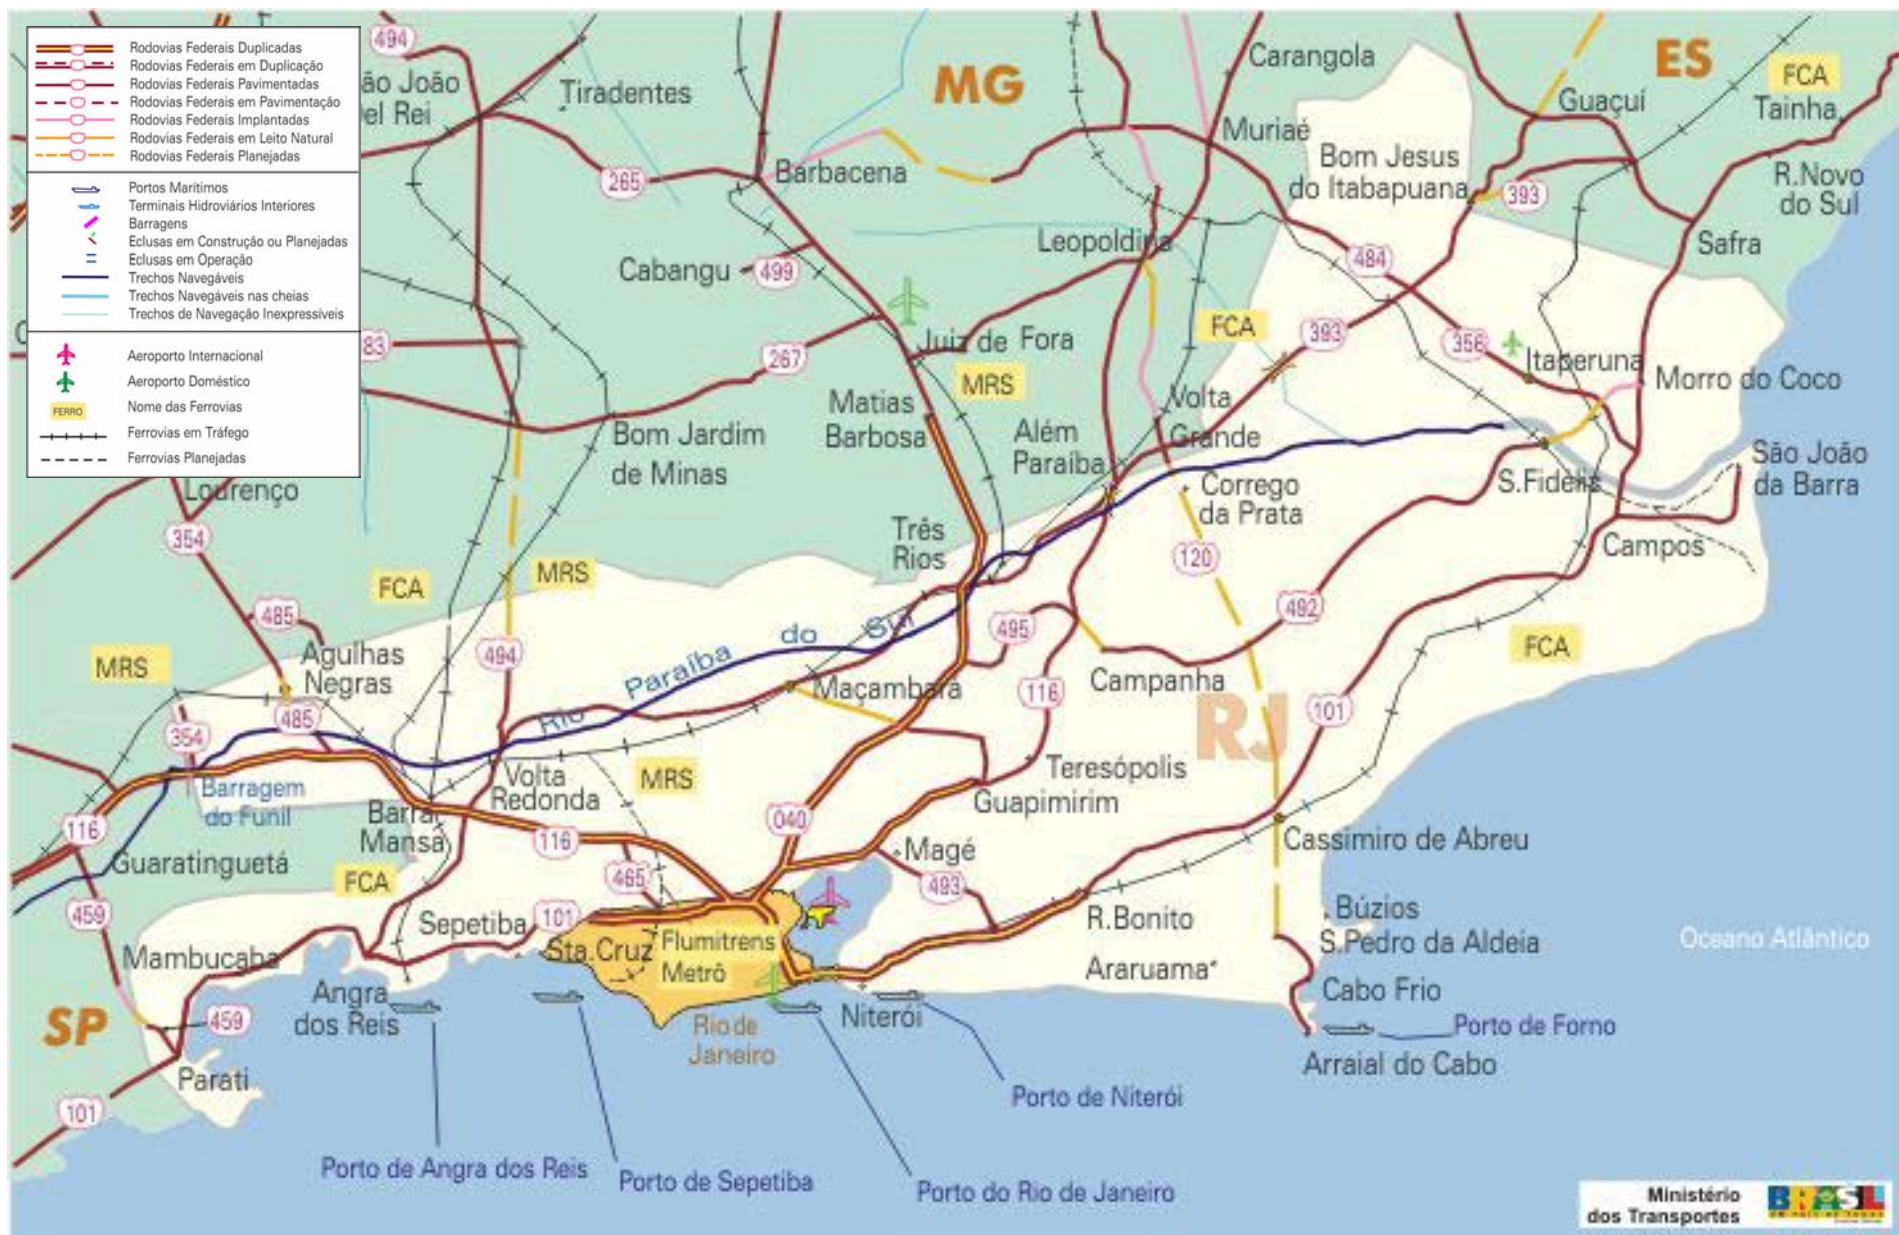 Rodovias Federais Duplicadas
Rodovias Federais em Duplicação
Rodovias Federais Pavimentadas
Rodovias Federais em Pavimentação
Rodovias Federais Implantadas
Rodovias Federais em Leito Natural
Rodovias Federais Planejadas
Portos Marítimos
Terminais Hidroviários Interiores
Barragens
Eclusas em Construção ou Planejadas
Eclusas em Operação
Trechos Navegáveis
Trechos Navegáveis nas cheias
Trechos de Navegação Inexpressíveis
Aeroporto Internacional
Aeroporto Doméstico
FERRO
Nome das Ferrovias
Ferrovias em Tráfego
Ferrovias Planejadas
494
ão João
Del Rei
Tiradentes
MG
Carangola
ES
FCA
Tainha
Guaçuí
Muriaé
Barbacena
265
Bom Jesus
do Itabapuana
393
R.Novo
do Sul
Safra
Leopoldina
484
Cabangu
499
FCA
393
356
Itaperuna
Morro do Coco
83
267
Juiz de Fora
MRS
Matias
Barbosa
Volta
Grande
Além
Paraíba
Bom Jardim
de Minas
São João
da Barra
S.Fidélis
Corrego
da Prata
Lourenço
354
Três
Rios
Campos
120
FCA
MRS
485
492
495
FCA
MRS
Agulhas
Negras
494
Rio
Paraíba
do
Sul
Maçambará
116
Campanha
RJ
101
485
354
Barragem
do Funil
Volta
Redonda
MRS
Teresópolis
Guapimirim
116
Barra
Mansa
116
040
Cassimiro de Abreu
Guaratinguetá
FCA
465
Magé
493
459
Sepetiba
101
R.Bonito
Búzios
S.Pedro da Aldeia
Oceano Atlântico
Mambucaba
Sta.Cruz
Flumitrens
Metrô
Araruama
Cabo Frio
Angra
dos Reis
SP
459
Rio de
Janeiro
Niterói
Porto de Forno
Arraial do Cabo
Parati
101
Porto de Niterói
Porto de Angra dos Reis
Porto de Sepetiba
Porto do Rio de Janeiro
Ministério
dos Transportes
BRASIL